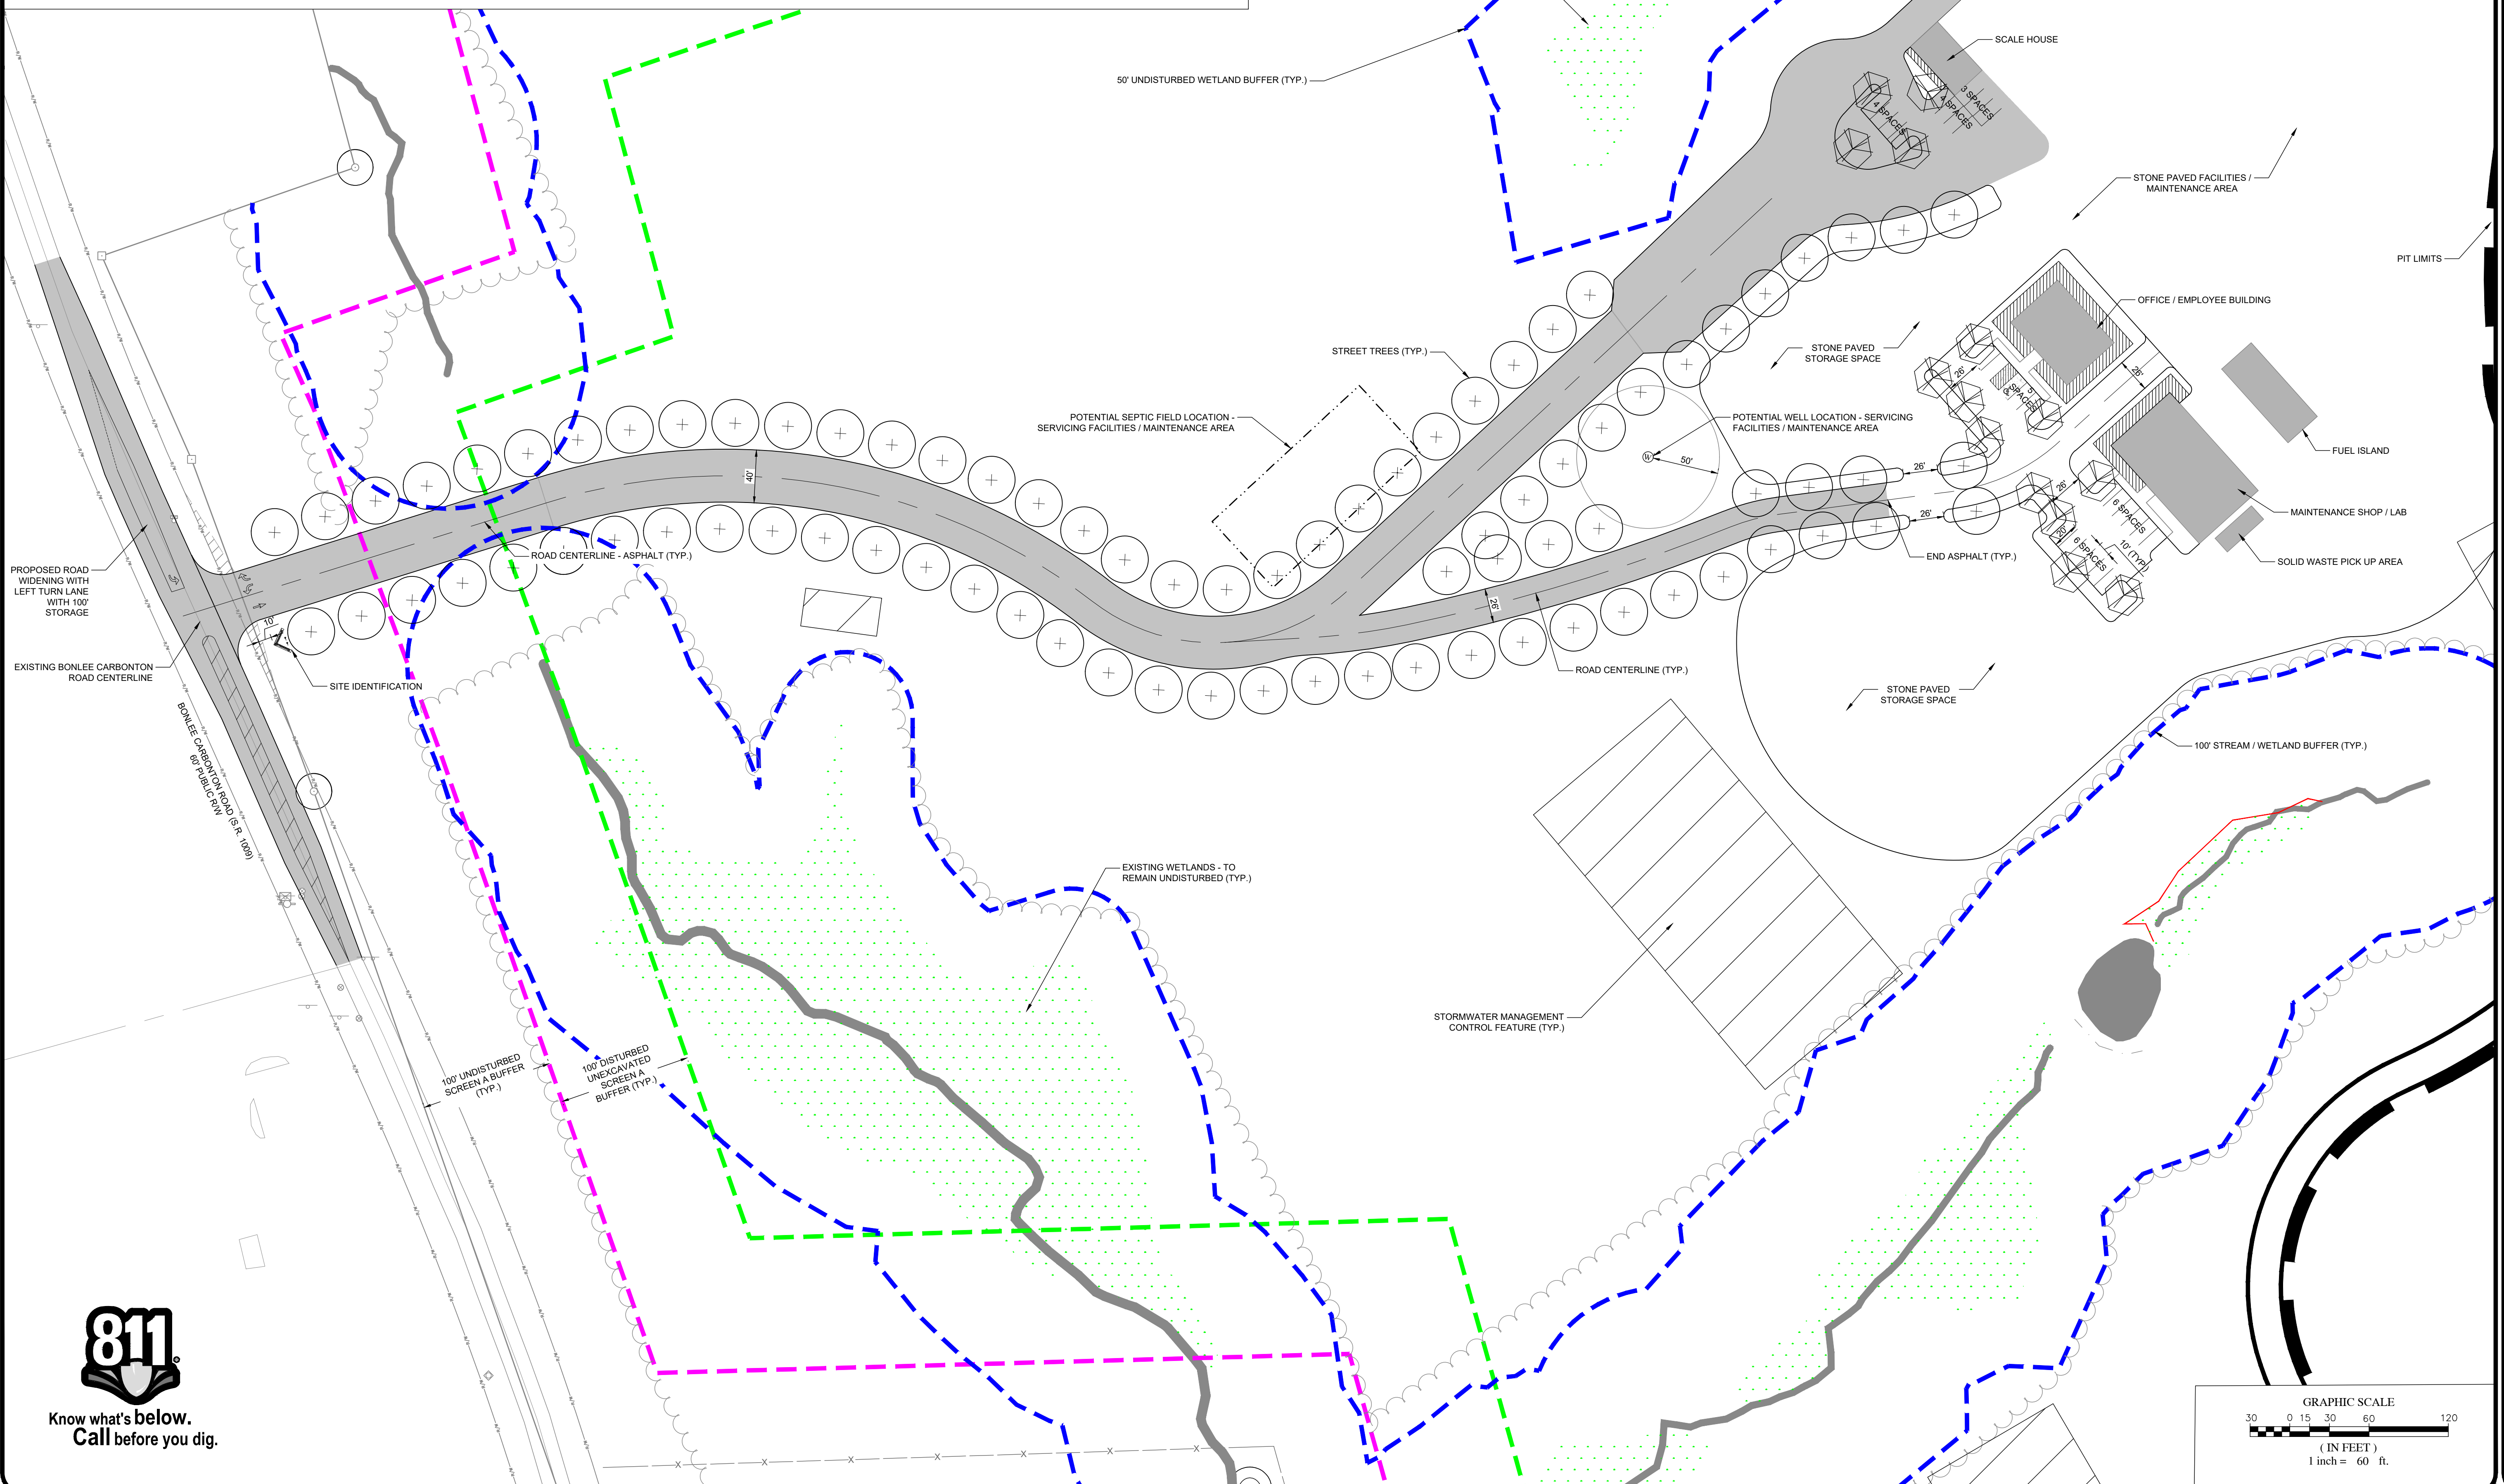 SCALE HOUSE
50' UNDISTURBED WETLAND BUFFER (TYP.)
3 SPACES
4 SPACES
4 SPACES
STONE PAVED FACILITIES /
MAINTENANCE AREA
PIT LIMITS
OFFICE / EMPLOYEE BUILDING
STREET TREES (TYP.)
STONE PAVED
STORAGE SPACE
26'
26'
POTENTIAL SEPTIC FIELD LOCATION -
SERVICING FACILITIES / MAINTENANCE AREA
POTENTIAL WELL LOCATION - SERVICING
FACILITIES / MAINTENANCE AREA
W
50'
FUEL ISLAND
40'
26'
26'
26'
6 SPACES
MAINTENANCE SHOP / LAB
20'
6 SPACES
10' (TYP.)
END ASPHALT (TYP.)
SOLID WASTE PICK UP AREA
ROAD CENTERLINE - ASPHALT (TYP.)
PROPOSED ROAD
WIDENING WITH
LEFT TURN LANE
WITH 100'
STORAGE
26'
10'
EXISTING BONLEE CARBONTON
ROAD CENTERLINE
SITE IDENTIFICATION
ROAD CENTERLINE (TYP.)
STONE PAVED
STORAGE SPACE
BONLEE CARBONTON ROAD (S.R. 1009)
60' PUBLIC R/W
100' STREAM / WETLAND BUFFER (TYP.)
EXISTING WETLANDS - TO
REMAIN UNDISTURBED (TYP.)
STORMWATER MANAGEMENT
CONTROL FEATURE (TYP.)
100' UNDISTURBED
SCREEN A BUFFER
(TYP.)
100' DISTURBED
UNEXCAVATED
SCREEN A
BUFFER (TYP.)
811
Know what's below.
Call before you dig.
GRAPHIC SCALE
30 0 15 30 60 120
( IN FEET )
1 inch = 60 ft.